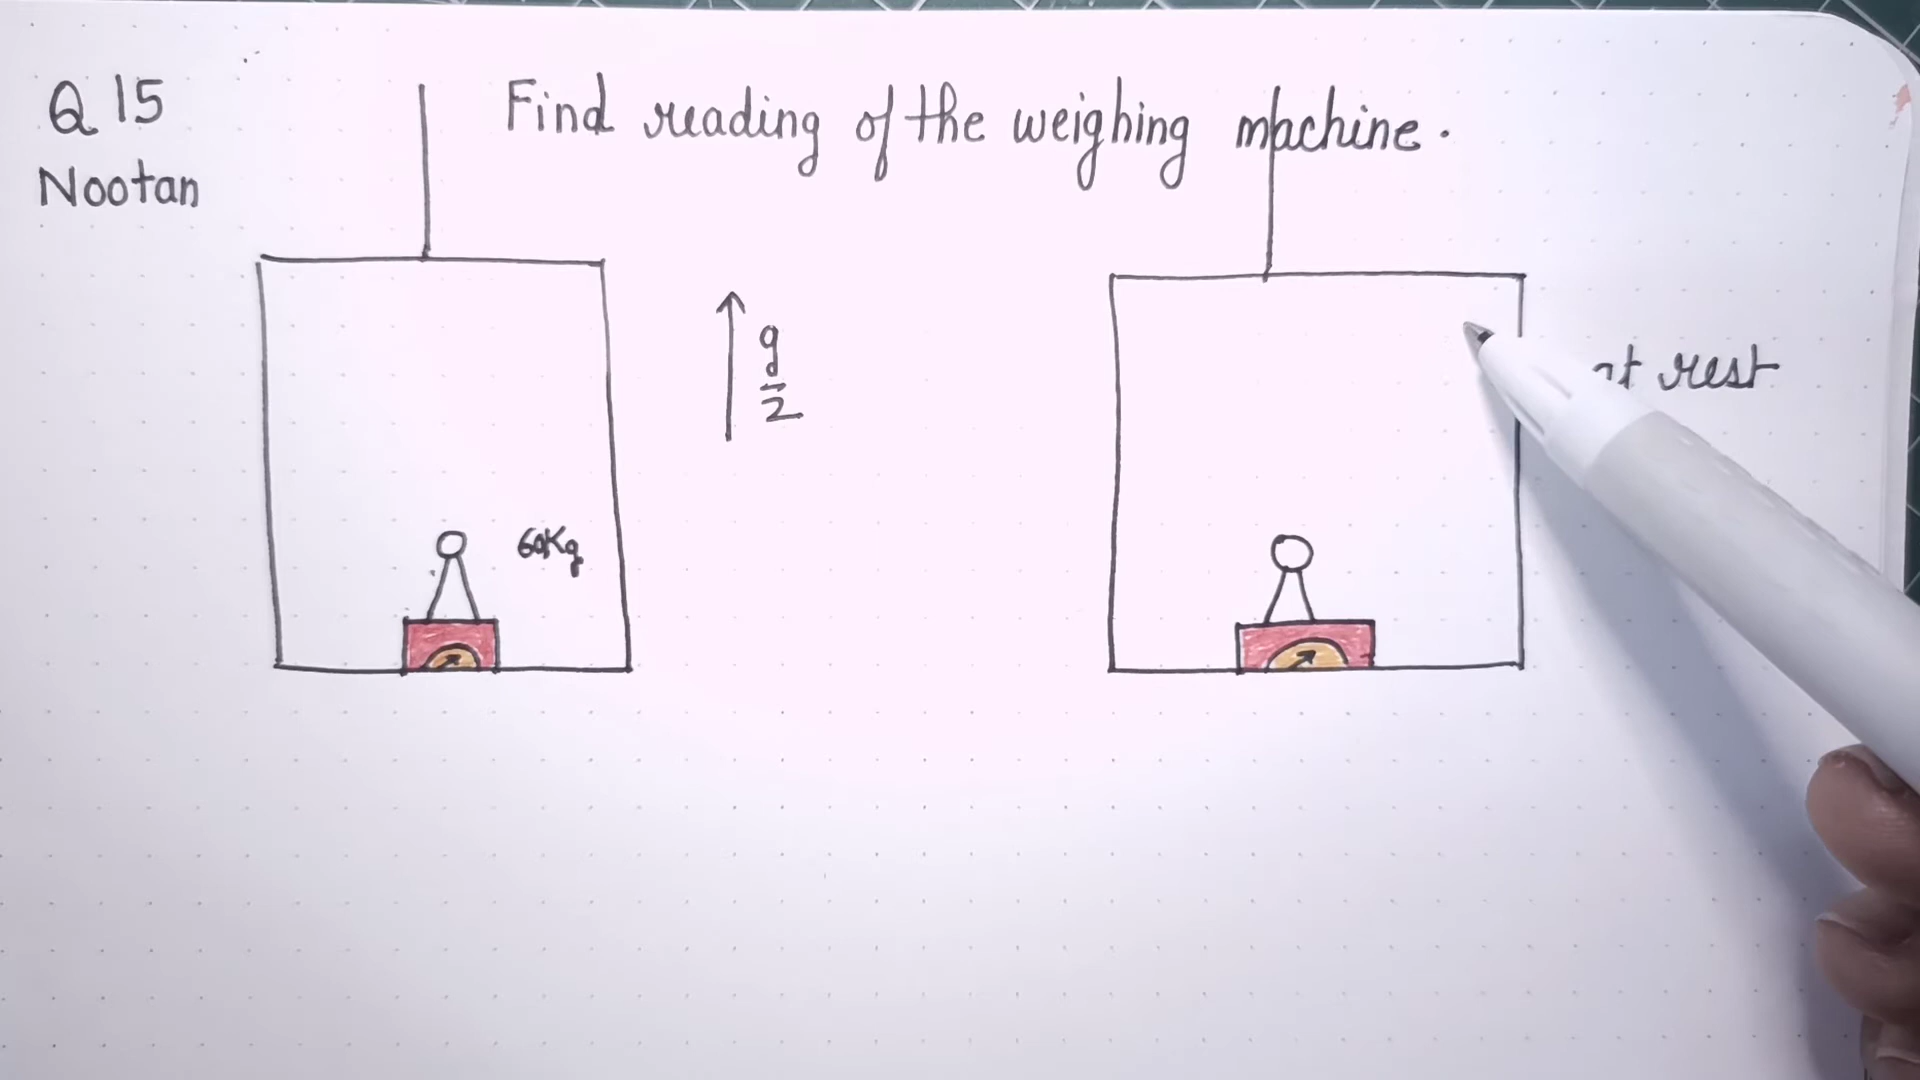 Q 15
Nootan
Find reading of the weighing machine.
g/2
60Kg
rest